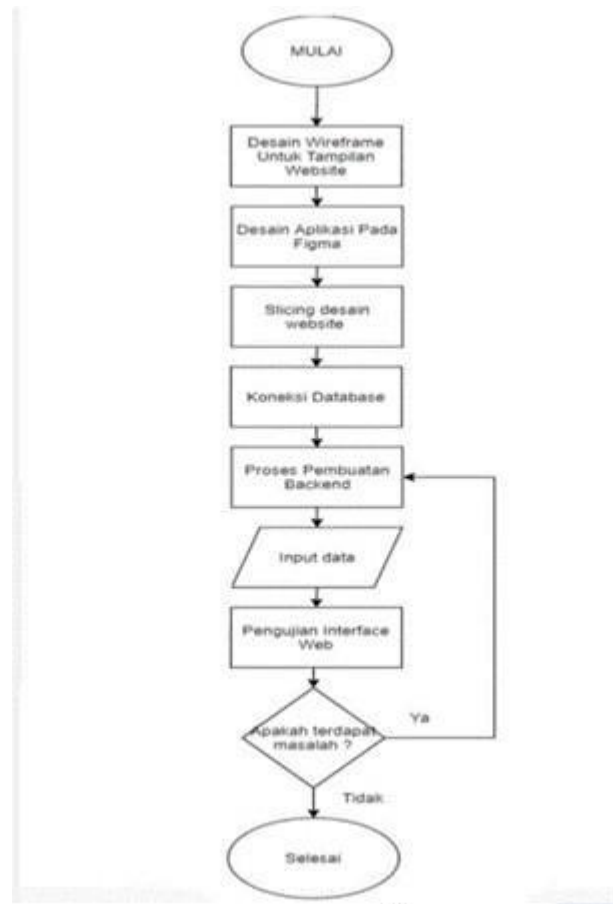 MULAI
Desain Wireframe
Untuk Tampilan
Website
Desain Aplikasi Pada
Figma
Slicing desain
website
Koneksi Database
Proses Pembuatan
Backend
Input data
Pengujian Interface
Web
Apakah terdapat
masalah ?
Ya
Tidak
Selesai